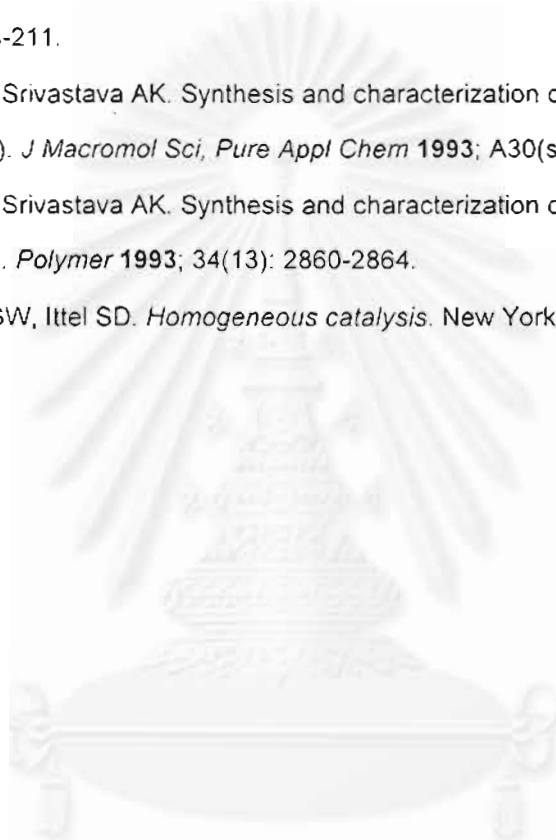 -211.
Srivastava AK. Synthesis and characterization
). J Macromol Sci, Pure Appl Chem 1993; A30(s
Srivastava AK. Synthesis and characterization
. Polymer 1993; 34(13): 2860-2864.
SW, Ittel SD. Homogeneous catalysis. New York